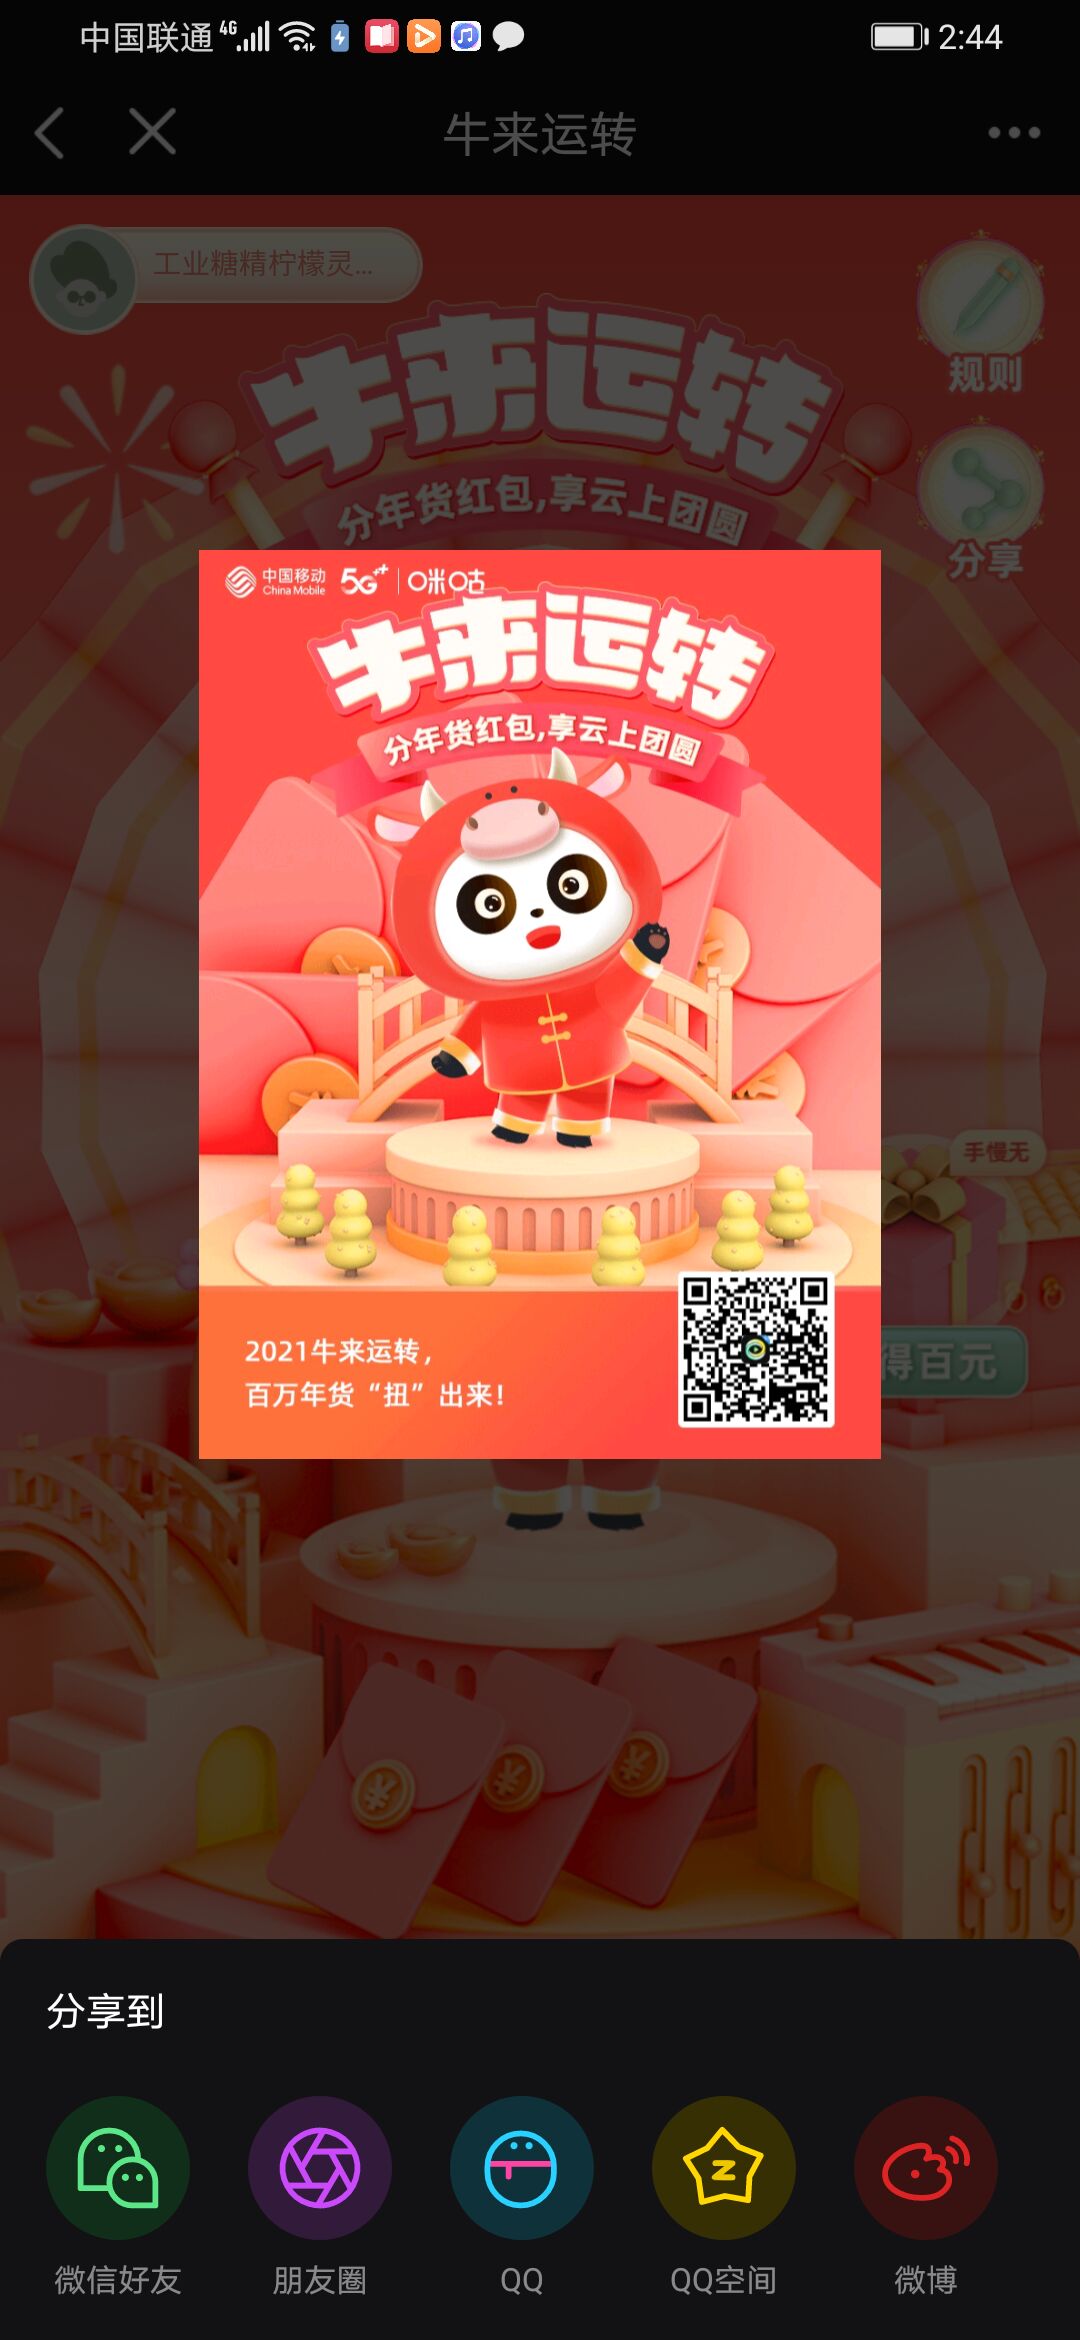 中国联通 4G 2:44
牛来运转
工业糖精柠檬灵...
规则
牛来运转
分年货红包,享云上团圆
分享
中国移动 China Mobile 5G++ 咪咕
牛来运转
分年货红包,享云上团圆
手慢无
得百元
2021牛来运转,
百万年货“扭”出来!
分享到
微信好友 朋友圈 QQ QQ空间 微博